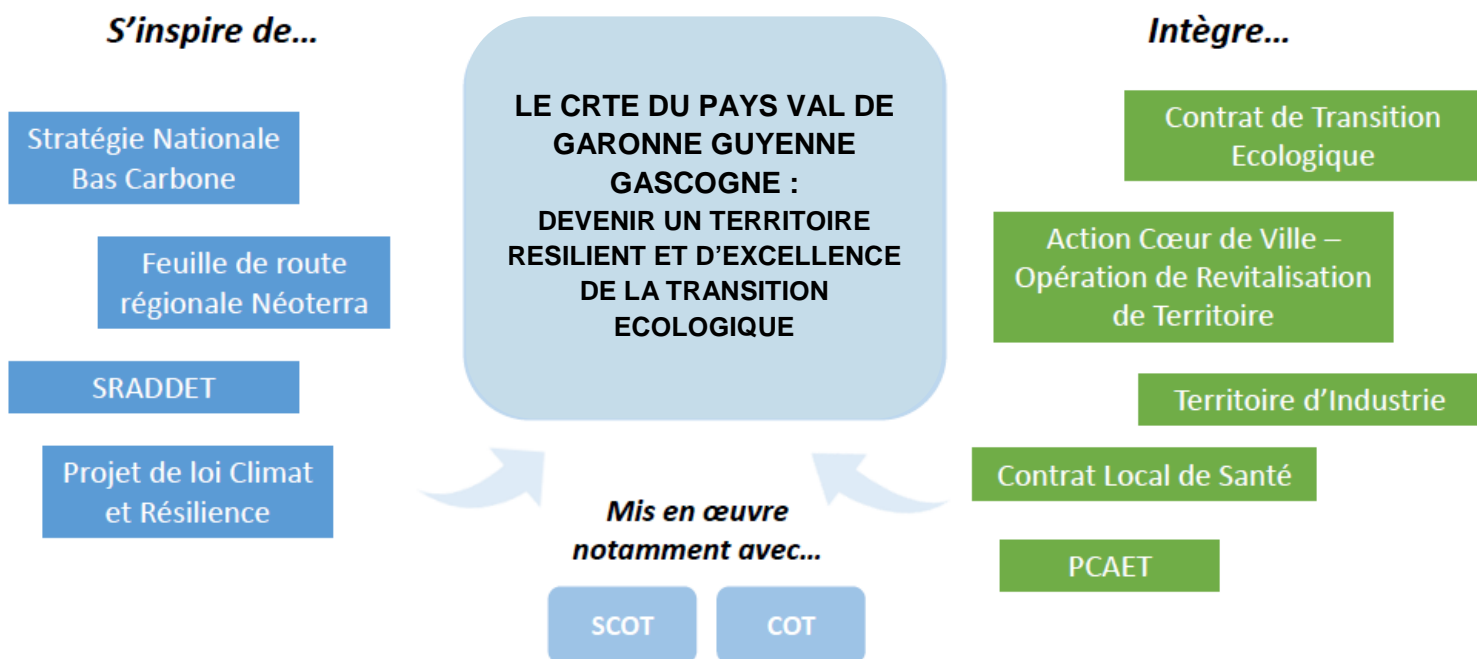 S'inspire de…
Stratégie Nationale
Bas Carbone
Feuille de route
régionale Néoterra
SRADDET
Projet de loi Climat
et Résilience
LE CRTE DU PAYS VAL DE
GARONNE GUYENNE
GASCOGNE :
DEVENIR UN TERRITOIRE
RESILIENT ET D'EXCELLENCE
DE LA TRANSITION
ECOLOGIQUE
Mis en œuvre
notamment avec…
SCOT
COT
Intègre…
Contrat de Transition
Ecologique
Action Cœur de Ville –
Opération de Revitalisation
de Territoire
Territoire d'Industrie
Contrat Local de Santé
PCAET